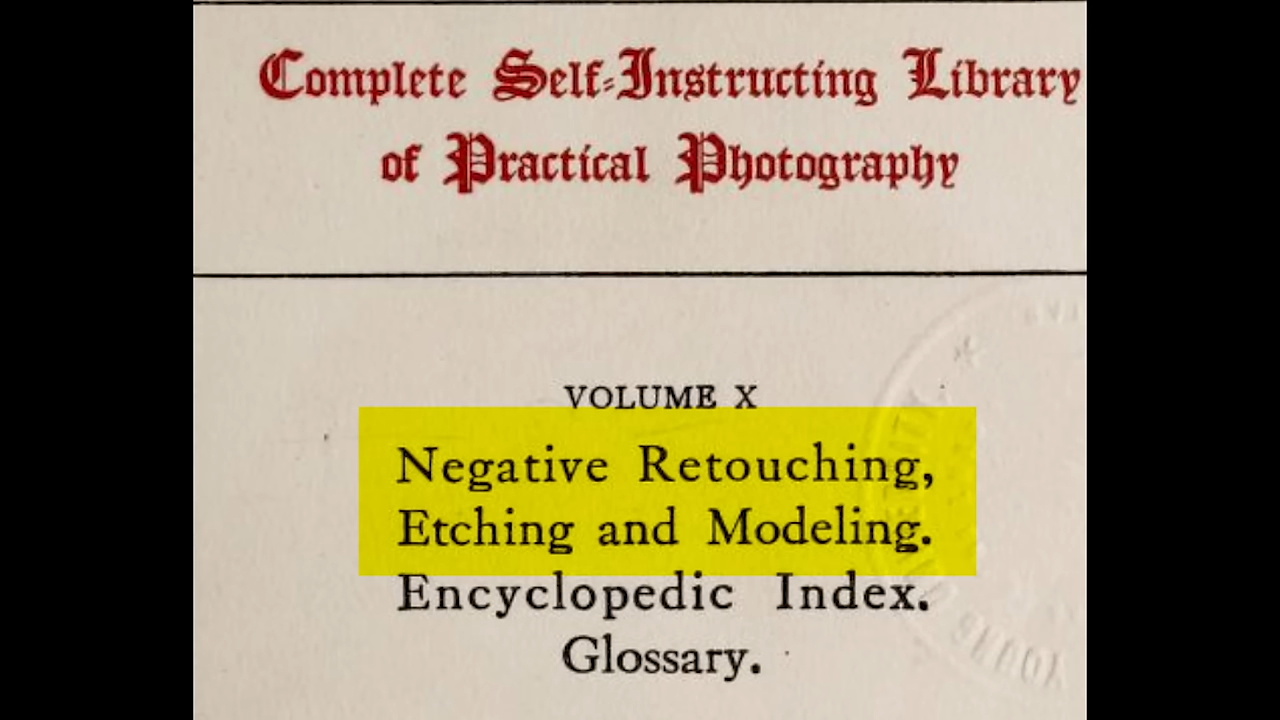 Complete Self-Instructing Library
of Practical Photography
VOLUME X
Negative Retouching,
Etching and Modeling.
Encyclopedic Index.
Glossary.